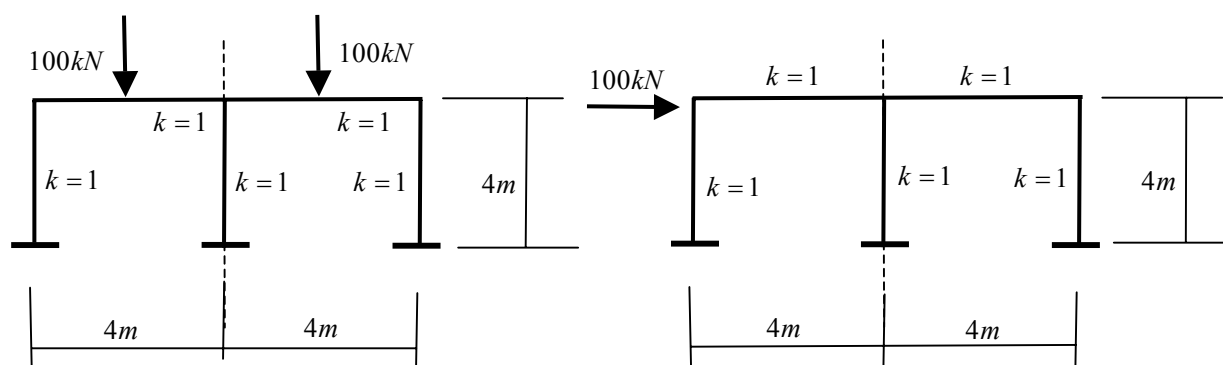 100kN
100kN
k = 1
k = 1
k = 1
k = 1
k = 1
4m
4m
4m
100kN
k = 1
k = 1
k = 1
k = 1
k = 1
4m
4m
4m